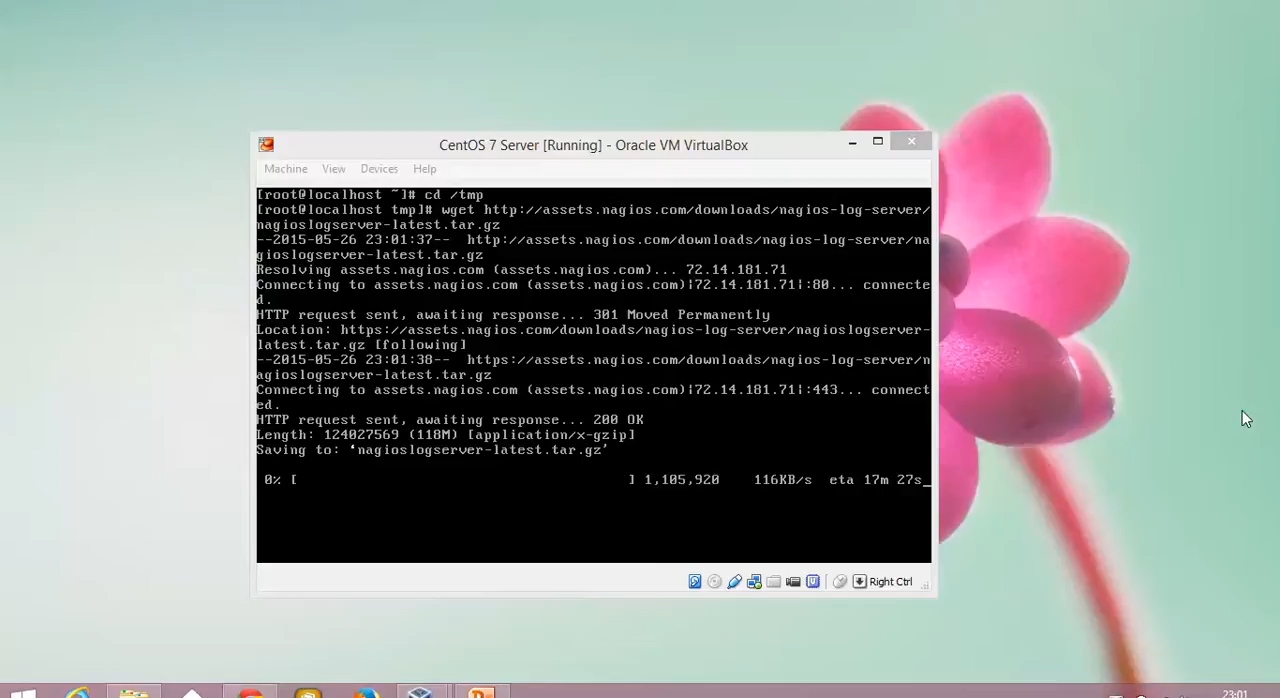 CentOS 7 Server [Running] - Oracle VM VirtualBox
Machine View Devices Help
[root@localhost ~]# cd /tmp
[root@localhost tmp]# wget http://assets.nagios.com/downloads/nagios-log-server/
nagioslogserver-latest.tar.gz
--2015-05-26 23:01:37--  http://assets.nagios.com/downloads/nagios-log-server/na
gioslogserver-latest.tar.gz
Resolving assets.nagios.com (assets.nagios.com)... 72.14.181.71
Connecting to assets.nagios.com (assets.nagios.com)|72.14.181.71|:80... connecte
d.
HTTP request sent, awaiting response... 301 Moved Permanently
Location: https://assets.nagios.com/downloads/nagios-log-server/nagioslogserver-
latest.tar.gz [following]
--2015-05-26 23:01:38--  https://assets.nagios.com/downloads/nagios-log-server/n
agioslogserver-latest.tar.gz
Connecting to assets.nagios.com (assets.nagios.com)|72.14.181.71|:443... connect
ed.
HTTP request sent, awaiting response... 200 OK
Length: 124027569 (118M) [application/x-gzip]
Saving to: ‘nagioslogserver-latest.tar.gz’
0% [ ] 1,105,920 116KB/s eta 17m 27s_
Right Ctrl
23:01